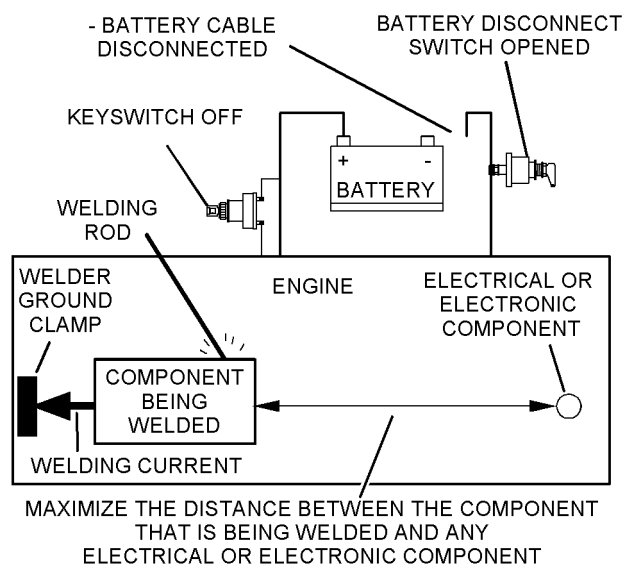 - BATTERY CABLE
DISCONNECTED
BATTERY DISCONNECT
SWITCH OPENED
KEYSWITCH OFF
+ -
BATTERY
WELDING
ROD
WELDER
GROUND
CLAMP
ENGINE
ELECTRICAL OR
ELECTRONIC
COMPONENT
COMPONENT
BEING
WELDED
WELDING CURRENT
MAXIMIZE THE DISTANCE BETWEEN THE COMPONENT
THAT IS BEING WELDED AND ANY
ELECTRICAL OR ELECTRONIC COMPONENT